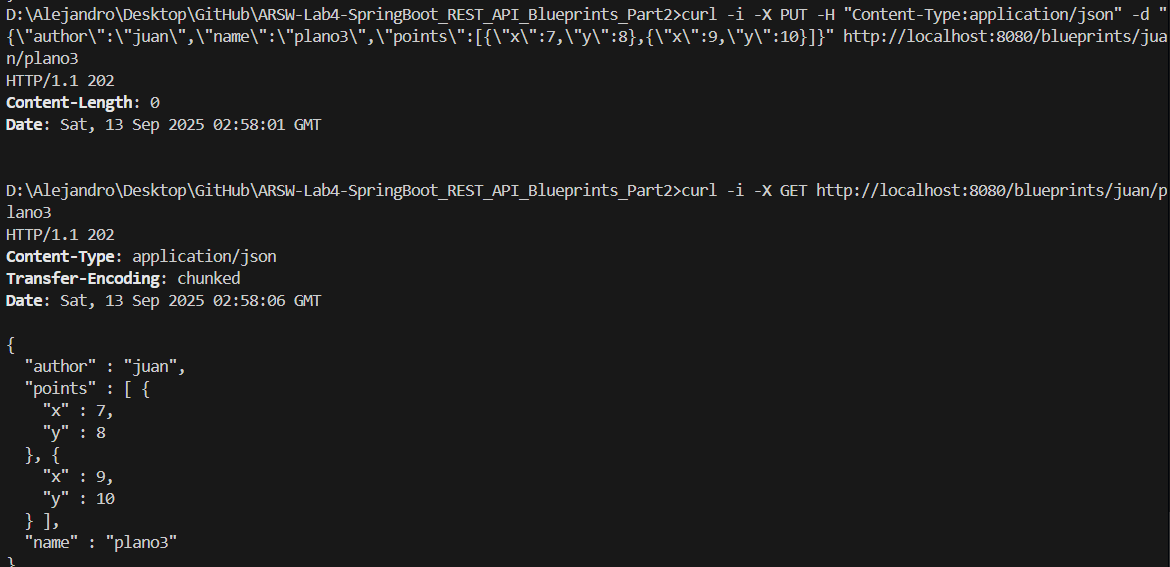 D:\Alejandro\Desktop\GitHub\ARSW-Lab4-SpringBoot_REST_API_Blueprints_Part2>curl -i -X PUT -H "Content-Type:application/json" -d "
{\"author\":\"juan\",\"name\":\"plano3\",\"points\":[{\"x\":7,\"y\":8},{\"x\":9,\"y\":10}]}" http://localhost:8080/blueprints/jua
n/plano3
HTTP/1.1 202
Content-Length: 0
Date: Sat, 13 Sep 2025 02:58:01 GMT
D:\Alejandro\Desktop\GitHub\ARSW-Lab4-SpringBoot_REST_API_Blueprints_Part2>curl -i -X GET http://localhost:8080/blueprints/juan/p
lano3
HTTP/1.1 202
Content-Type: application/json
Transfer-Encoding: chunked
Date: Sat, 13 Sep 2025 02:58:06 GMT
{
  "author" : "juan",
  "points" : [ {
    "x" : 7,
    "y" : 8
  }, {
    "x" : 9,
    "y" : 10
  } ],
  "name" : "plano3"
}